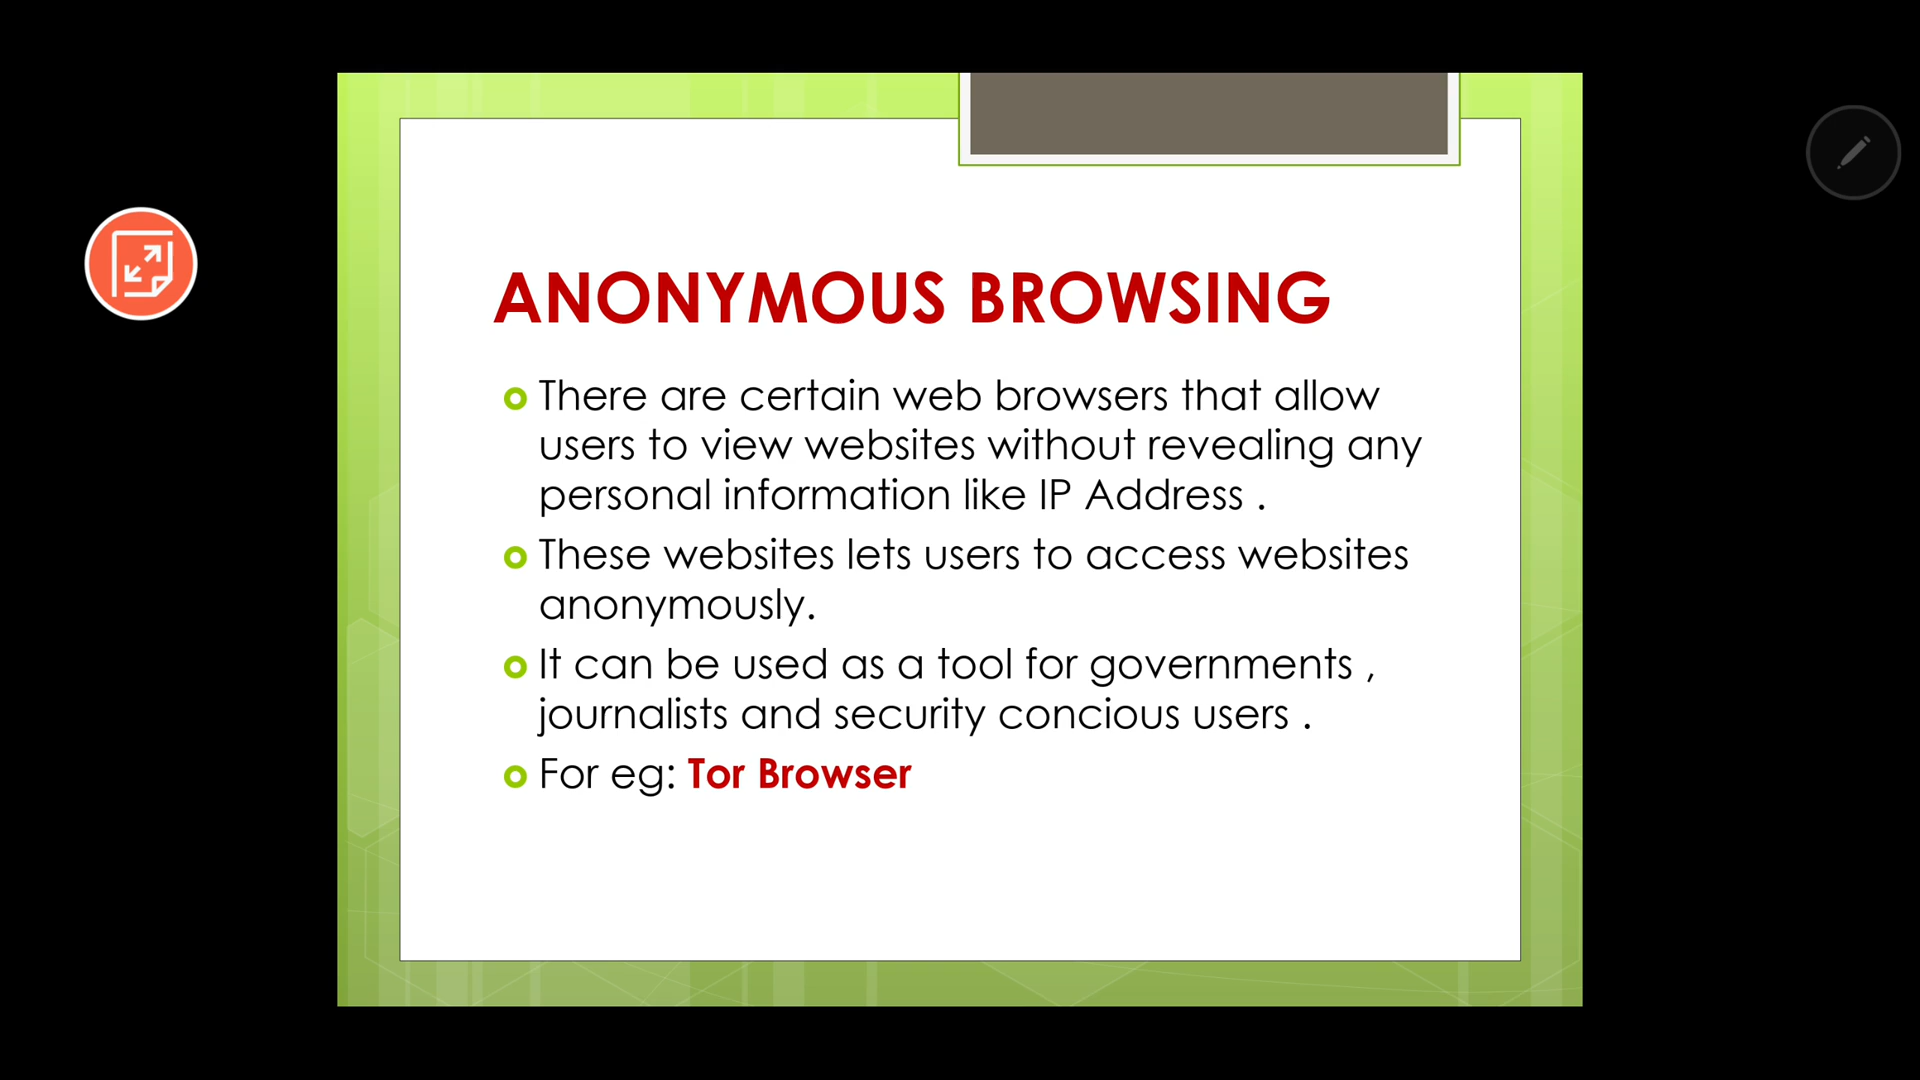 ANONYMOUS BROWSING
There are certain web browsers that allow
users to view websites without revealing any
personal information like IP Address .
These websites lets users to access websites
anonymously.
It can be used as a tool for governments ,
journalists and security concious users .
For eg: Tor Browser